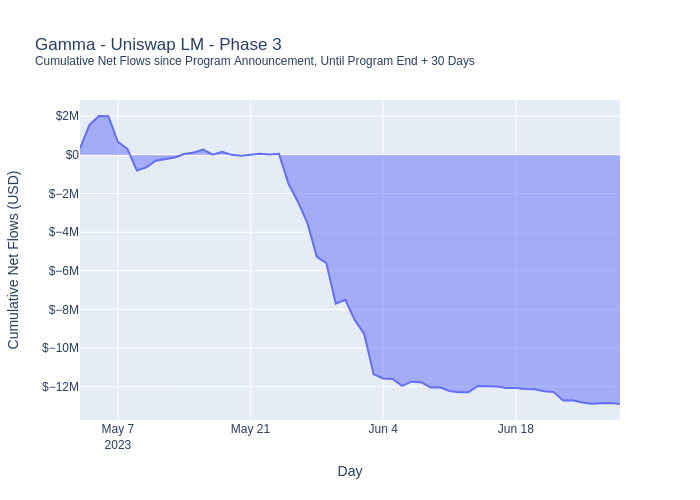 Gamma - Uniswap LM - Phase 3
Cumulative Net Flows since Program Announcement, Until Program End + 30 Days
Cumulative Net Flows (USD)
$2M
$0
$−2M
$−4M
$−6M
$−8M
$−10M
$−12M
May 7
2023
May 21
Jun 4
Jun 18
Day